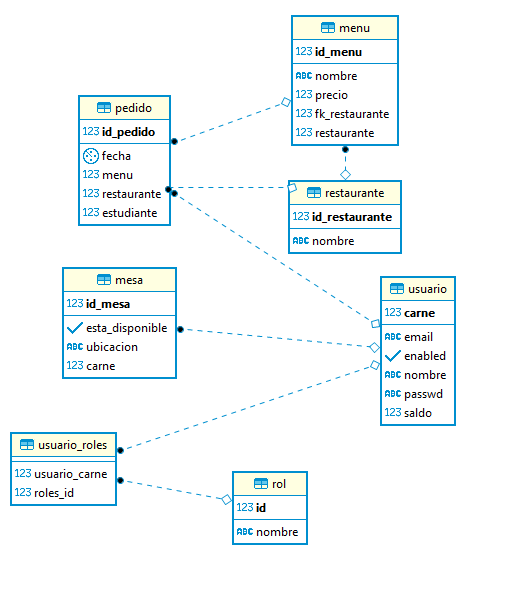 menu
123 id_menu
ABC nombre
123 precio
123 fk_restaurante
123 restaurante
pedido
123 id_pedido
fecha
123 menu
123 restaurante
123 estudiante
restaurante
123 id_restaurante
ABC nombre
mesa
123 id_mesa
esta_disponible
ABC ubicacion
123 carne
usuario
123 carne
ABC email
enabled
ABC nombre
ABC passwd
123 saldo
usuario_roles
123 usuario_carne
123 roles_id
rol
123 id
ABC nombre